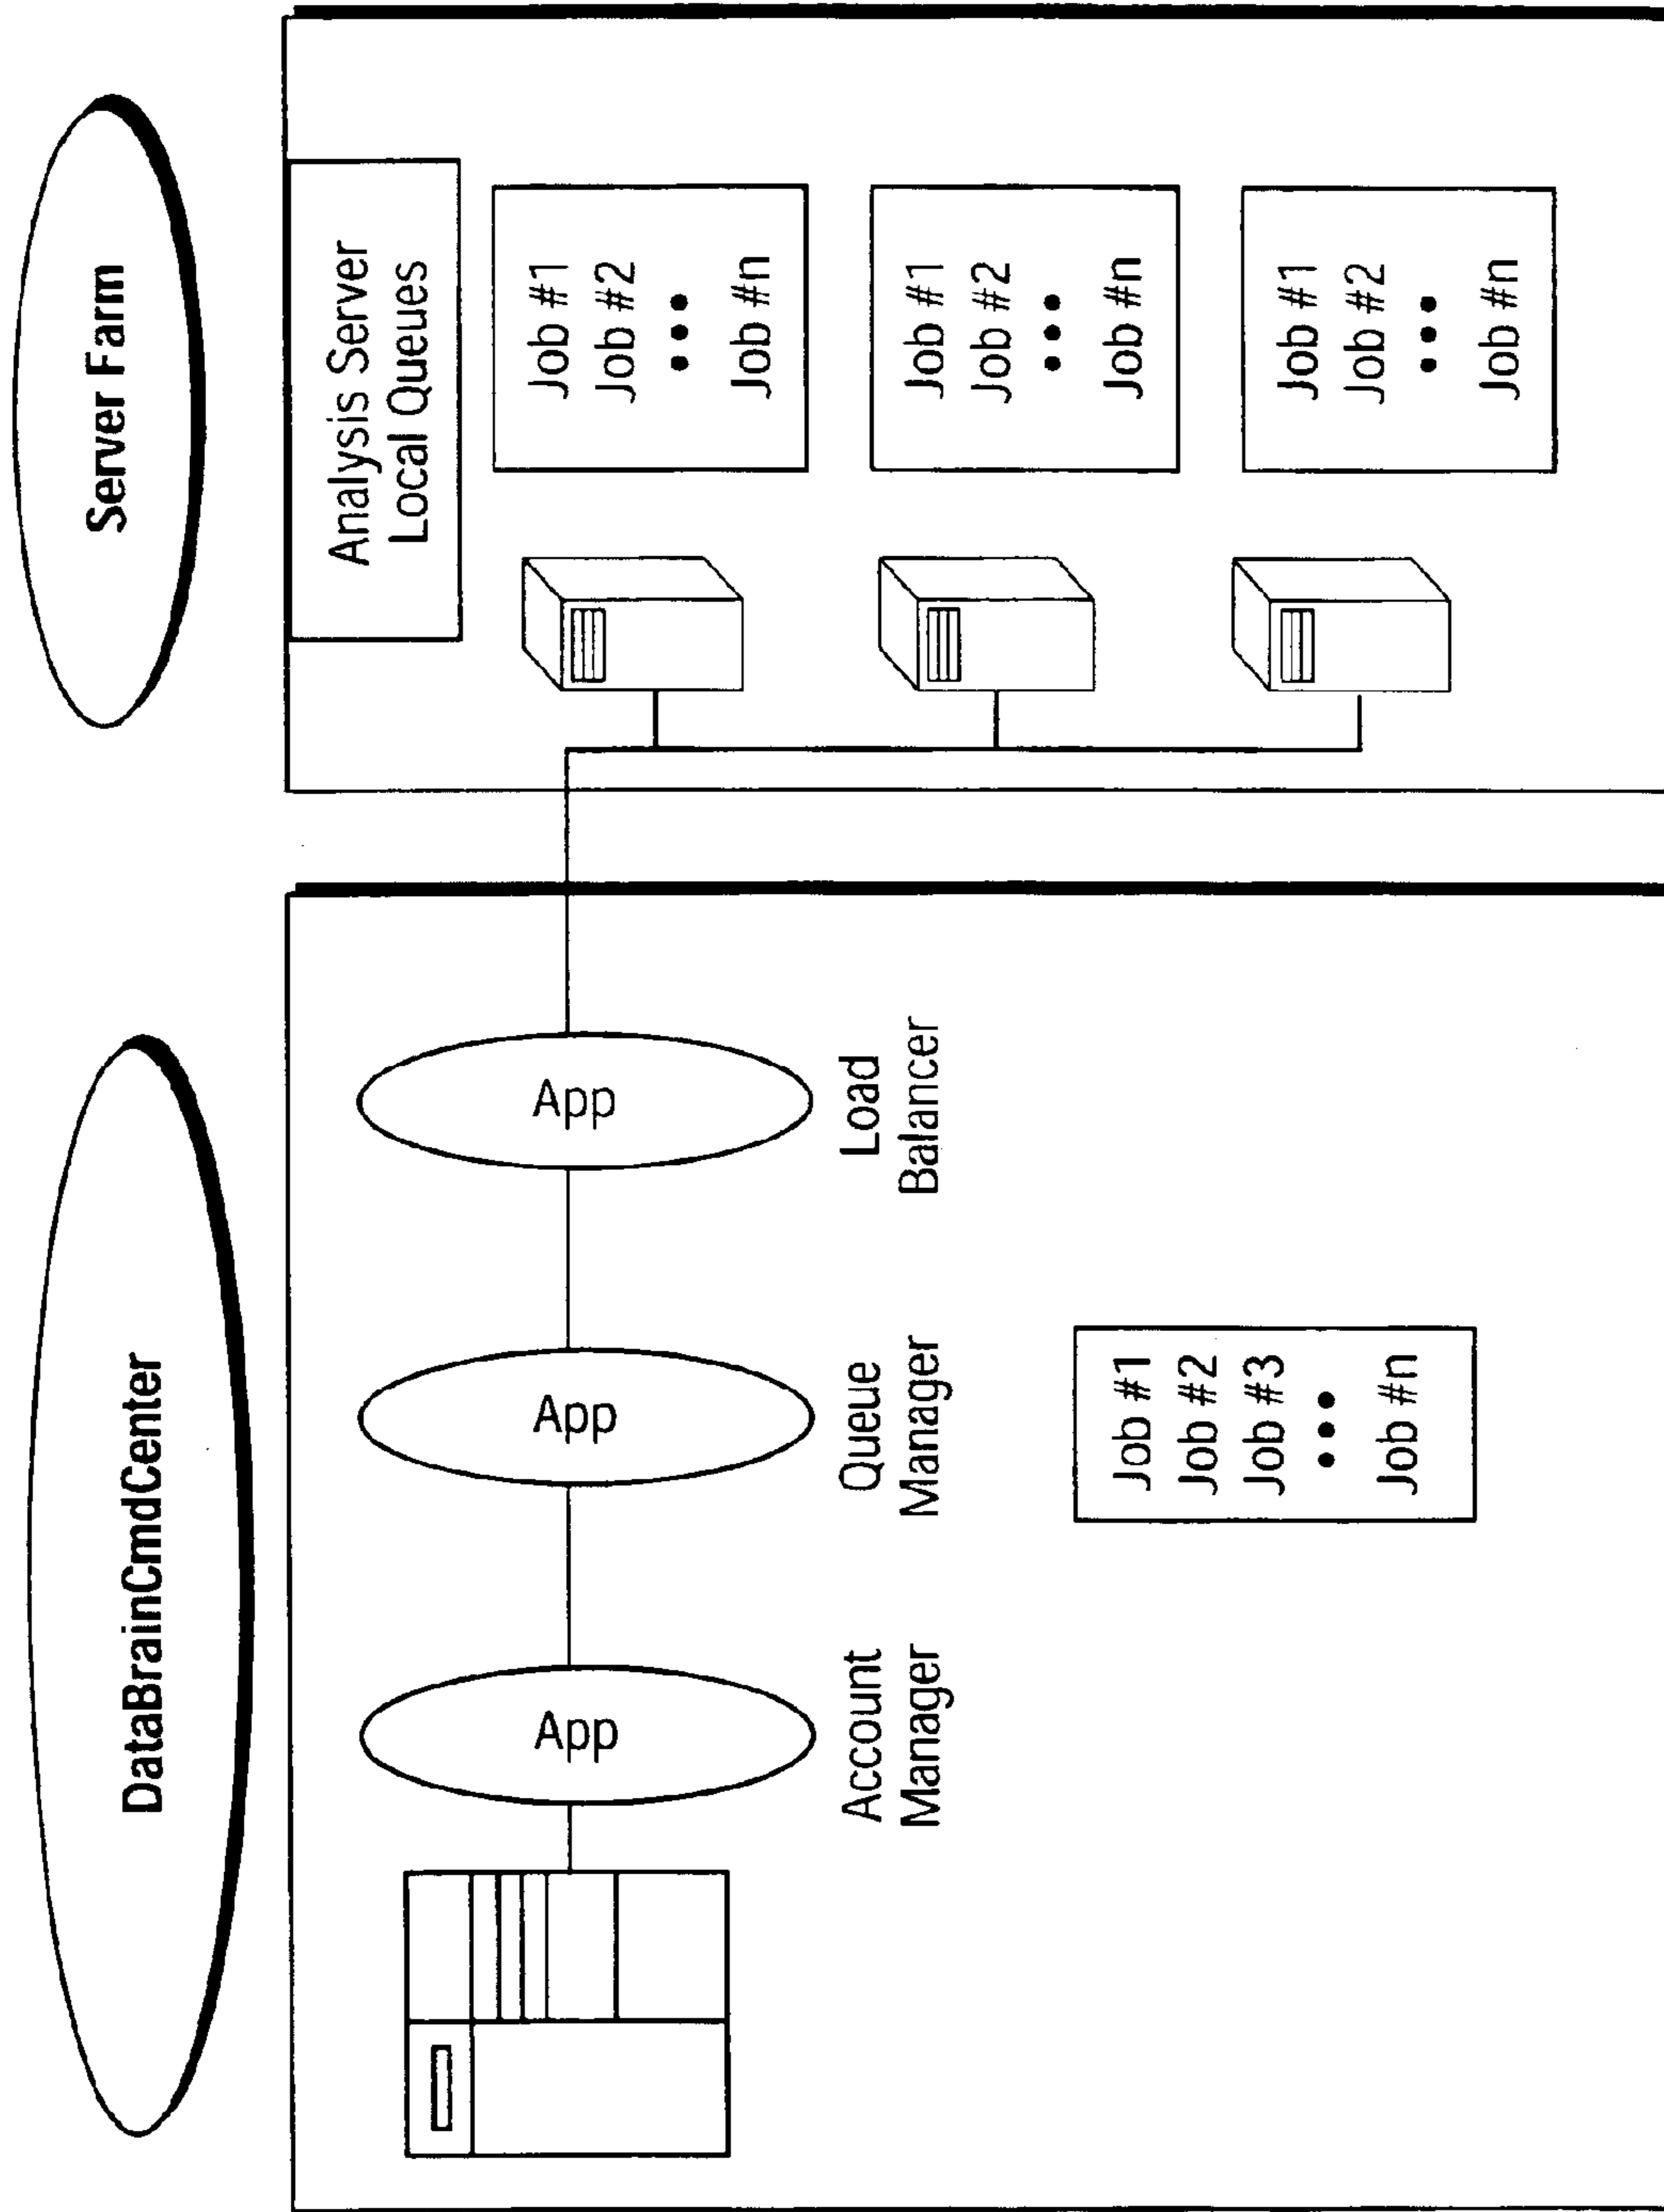 DataBrainCmdCenter
App
App
App
Account
Manager
Queue
Manager
Load
Balancer
Job #1
Job #2
Job #3
•••
Job #n
Server Farm
Analysis Server
Local Queues
Job #1
Job #2
•••
Job #n
Job #1
Job #2
•••
Job #n
Job #1
Job #2
•••
Job #n